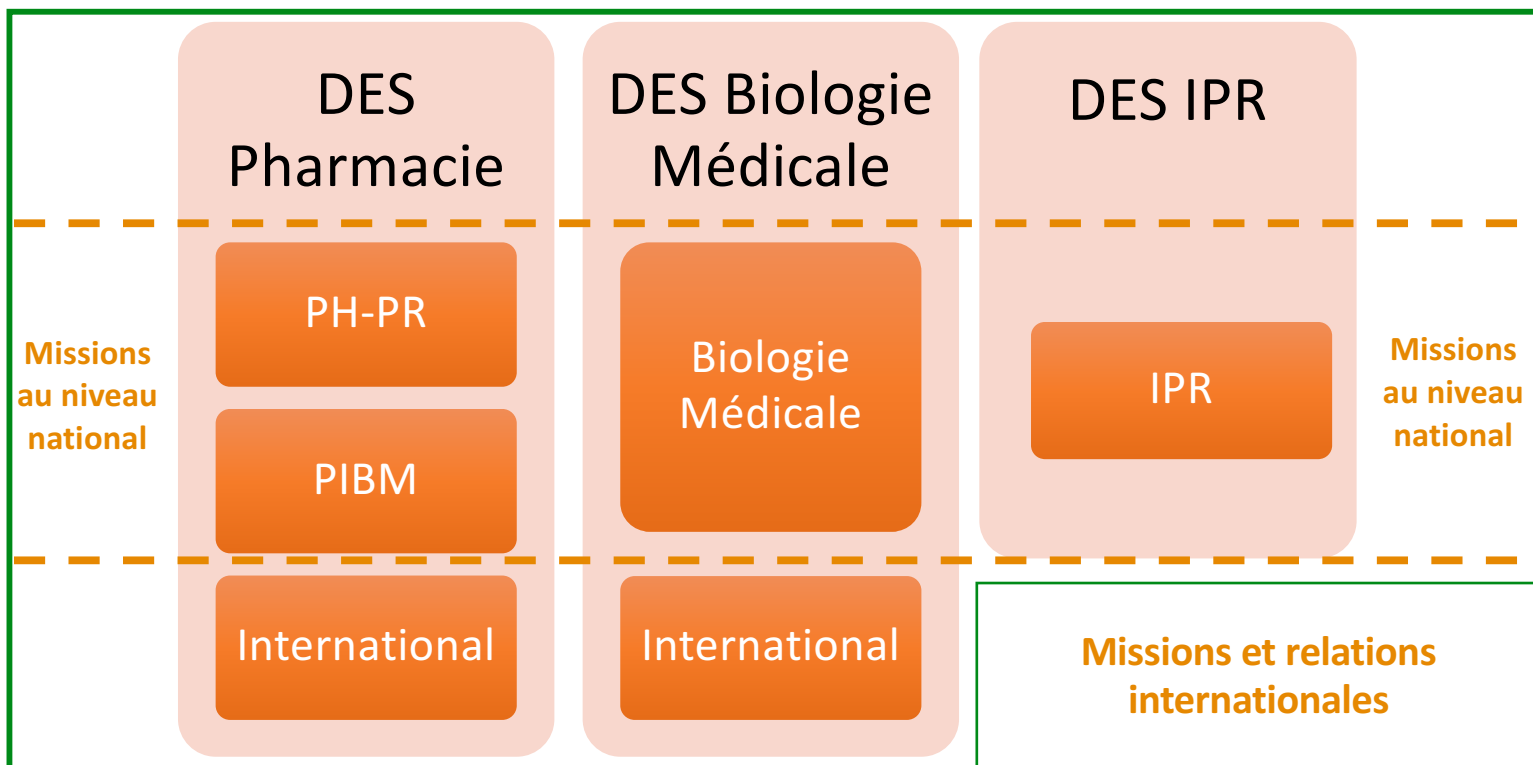 DES
Pharmacie
DES Biologie
Médicale
DES IPR
Missions
au niveau
national
PH-PR
PIBM
Biologie
Médicale
IPR
Missions
au niveau
national
International
International
Missions et relations
internationales